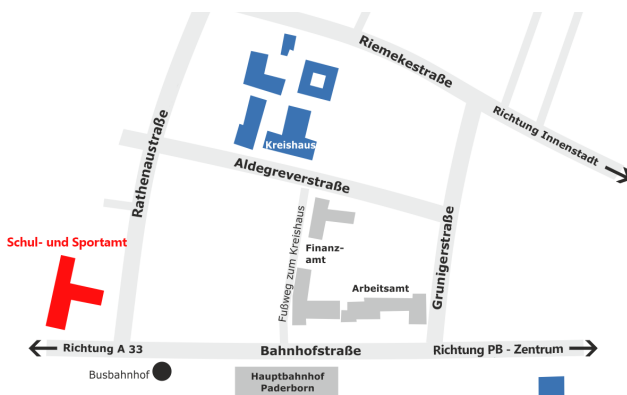 Riemekestraße
Richtung Innenstadt
Kreishaus
Rathenaustraße
Aldegreverstraße
Schul- und Sportamt
Fußweg zum Kreishaus
Finanz-
amt
Grunigerstraße
Arbeitsamt
Richtung A 33
Bahnhofstraße
Richtung PB - Zentrum
Busbahnhof
Hauptbahnhof
Paderborn